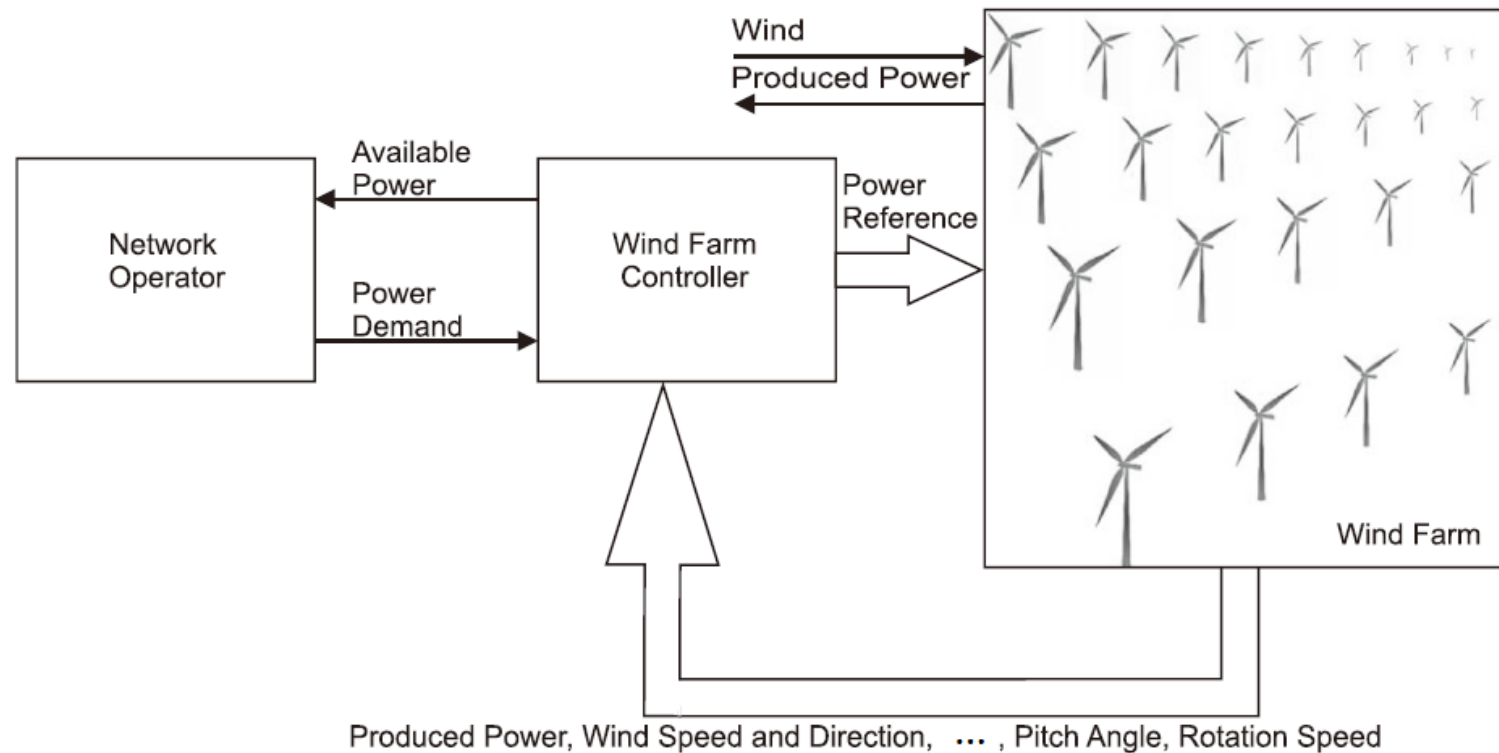 Wind
Produced Power
Available
Power
Power
Reference
Network
Operator
Wind Farm
Controller
Power
Demand
Wind Farm
Produced Power, Wind Speed and Direction, ... , Pitch Angle, Rotation Speed